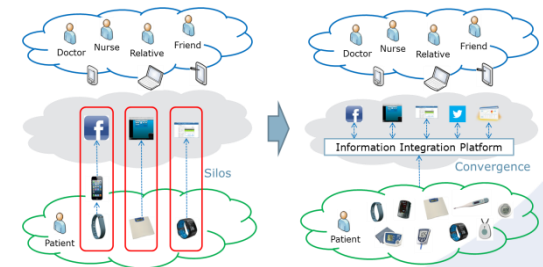 Doctor
Nurse
Relative
Friend
Silos
Patient
Doctor
Nurse
Relative
Friend
Information Integration Platform
Convergence
Patient